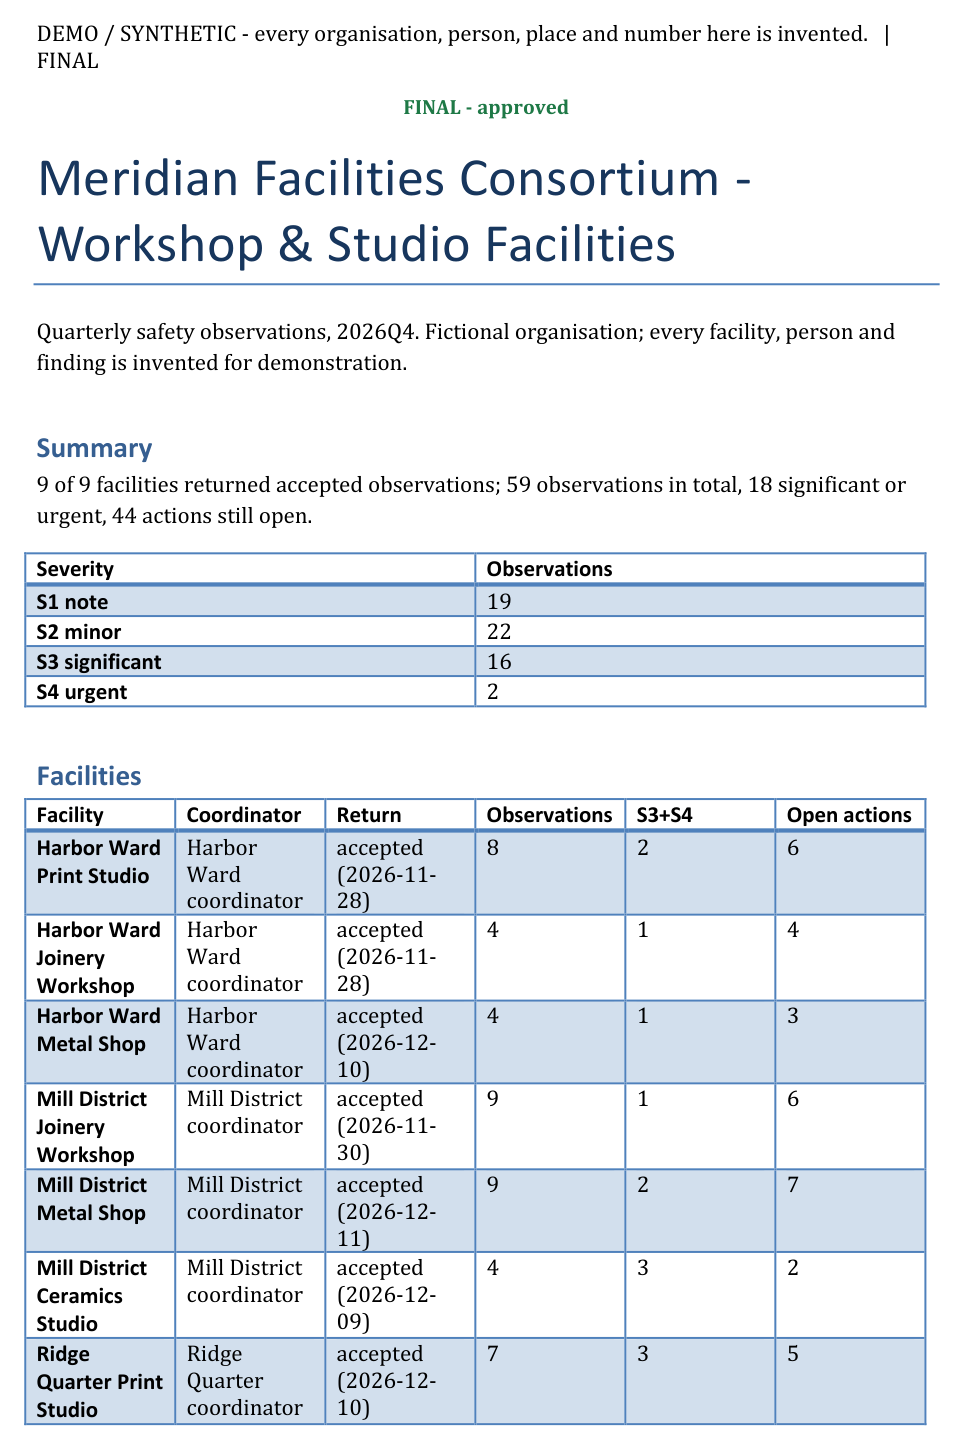 DEMO / SYNTHETIC - every organisation, person, place and number here is invented.   |
FINAL
FINAL - approved
Meridian Facilities Consortium -
Workshop & Studio Facilities
Quarterly safety observations, 2026Q4. Fictional organisation; every facility, person and
finding is invented for demonstration.
Summary
9 of 9 facilities returned accepted observations; 59 observations in total, 18 significant or
urgent, 44 actions still open.
Severity Observations
S1 note 19
S2 minor 22
S3 significant 16
S4 urgent 2
Facilities
Facility Coordinator Return Observations S3+S4 Open actions
Harbor Ward Harbor accepted 8 2 6
Print Studio Ward (2026-11-
coordinator 28)
Harbor Ward Harbor accepted 4 1 4
Joinery Ward (2026-11-
Workshop coordinator 28)
Harbor Ward Harbor accepted 4 1 3
Metal Shop Ward (2026-12-
coordinator 10)
Mill District Mill District accepted 9 1 6
Joinery coordinator (2026-11-
Workshop 30)
Mill District Mill District accepted 9 2 7
Metal Shop coordinator (2026-12-
11)
Mill District Mill District accepted 4 3 2
Ceramics coordinator (2026-12-
Studio 09)
Ridge Ridge accepted 7 3 5
Quarter Print Quarter (2026-12-
Studio coordinator 10)